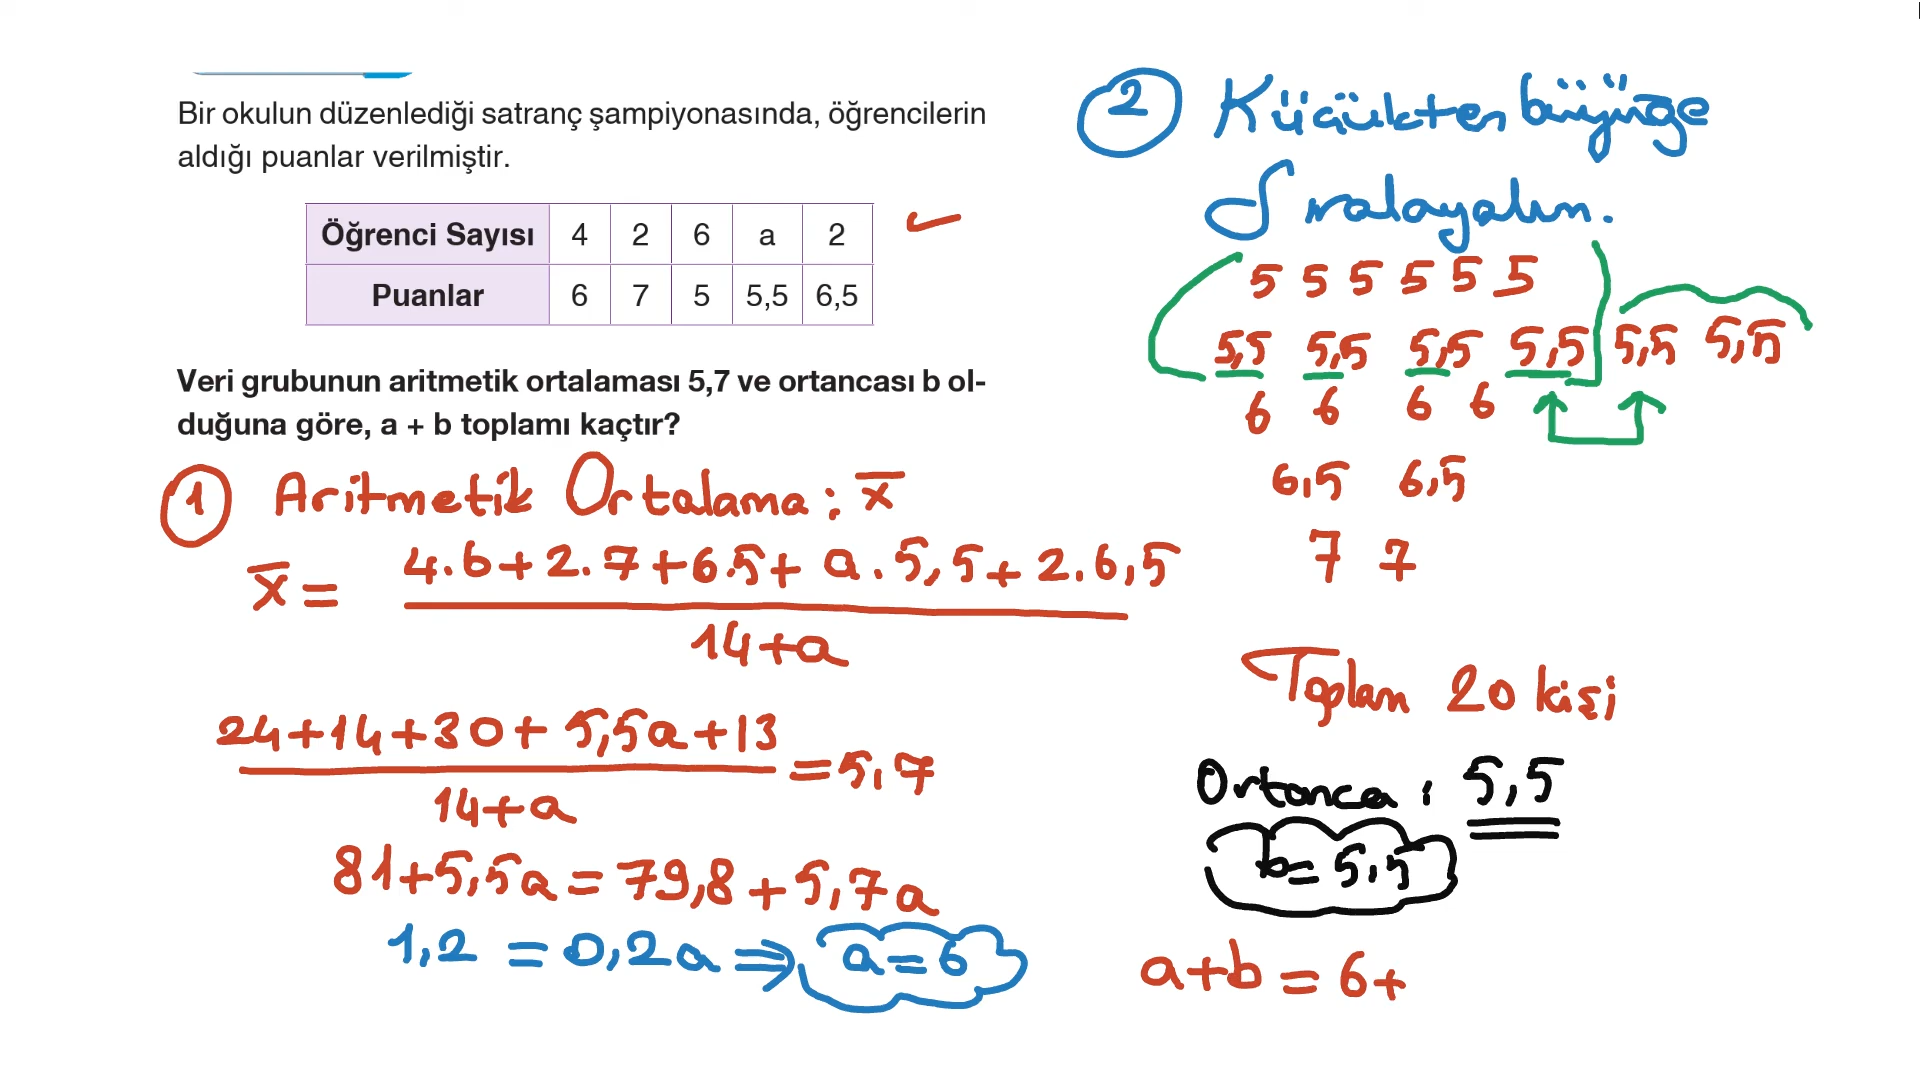 Bir okulun düzenlediği satranç şampiyonasında, öğrencilerin
aldığı puanlar verilmiştir.
Öğrenci Sayısı 4 2 6 a 2
Puanlar 6 7 5 5,5 6,5
Veri grubunun aritmetik ortalaması 5,7 ve ortancası b ol-
duğuna göre, a + b toplamı kaçtır?
1 Aritmetik Ortalama : x̄
x̄ = 4.6+2.7+6.5+ a.5,5+2.6,5
14+a
24+14+30+ 5,5a+13 = 5,7
14+a
81+5,5a = 79,8+5,7a
1,2 = 0,2a ⇒ a=6
2 Küçükten büyüğe
Sıralayalım.
5 5 5 5 5 5
5,5 5,5 5,5 5,5 5,5 5,5
6 6 6 6
6,5 6,5
7 7
Toplam 20 kişi
Ortanca : 5,5
b= 5,5
a+b = 6+